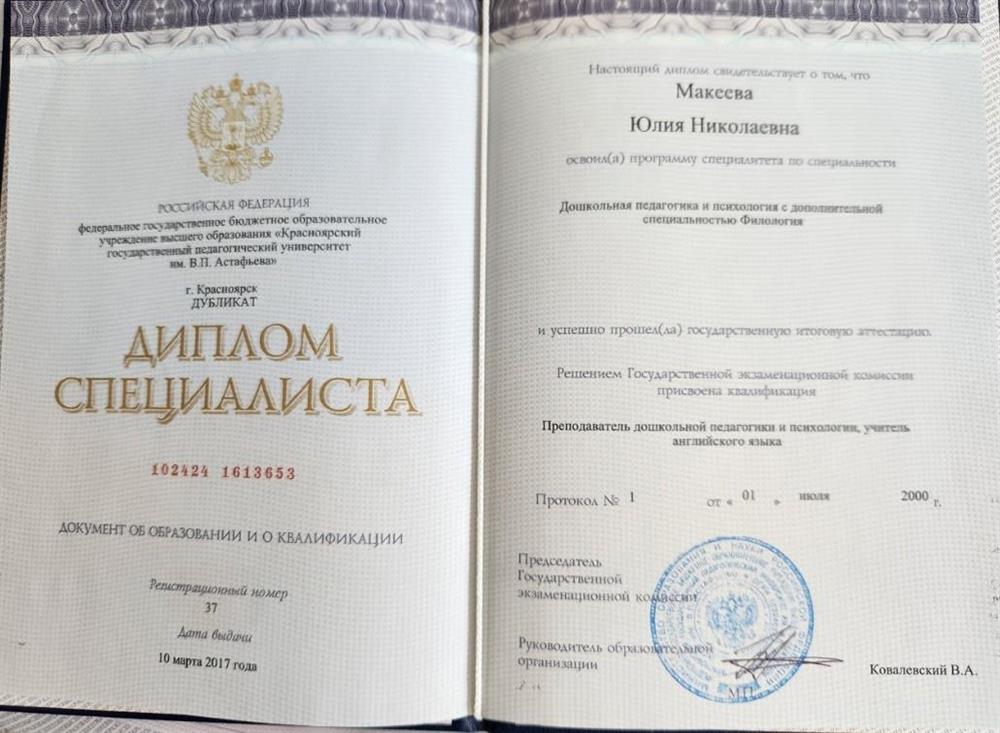 РОССИЙСКАЯ ФЕДЕРАЦИЯ
федеральное государственное бюджетное образовательное
учреждение высшего образования «Красноярский
государственный педагогический университет
им. В.П. Астафьева»
г. Красноярск
ДУБЛИКАТ
ДИПЛОМ
СПЕЦИАЛИСТА
102424 1613653
ДОКУМЕНТ ОБ ОБРАЗОВАНИИ И О КВАЛИФИКАЦИИ
Регистрационный номер
37
Дата выдачи
10 марта 2017 года
Настоящий диплом свидетельствует о том, что
Макеева
Юлия Николаевна
освоил(а) программу специалитета по специальности
Дошкольная педагогика и психология с дополнительной
специальностью Филология
и успешно прошел(ла) государственную итоговую аттестацию.
Решением Государственной экзаменационной комиссии
присвоена квалификация
Преподаватель дошкольной педагогики и психологии, учитель
английского языка
Протокол № 1 от « 01 » июля 2000 г.
Председатель
Государственной
экзаменационной комиссии
Руководитель образовательной
организации
Ковалевский В.А.
М.П.